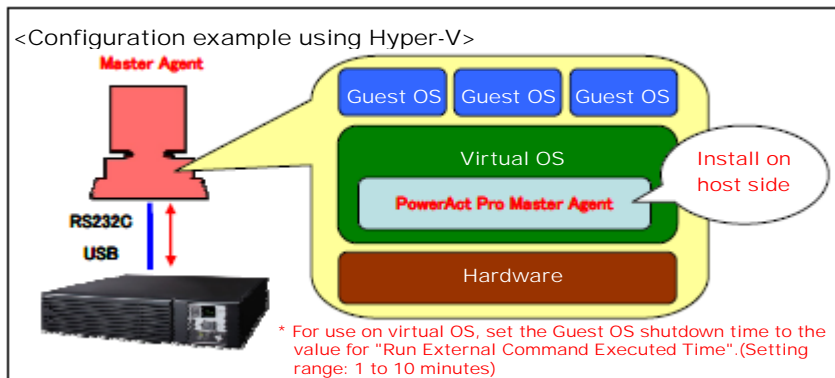 <Configuration example using Hyper-V>
Master Agent
Guest OS
Guest OS
Guest OS
Virtual OS
PowerAct Pro Master Agent
Install on
host side
RS232C
USB
Hardware
* For use on virtual OS, set the Guest OS shutdown time to the
value for "Run External Command Executed Time".(Setting
range: 1 to 10 minutes)